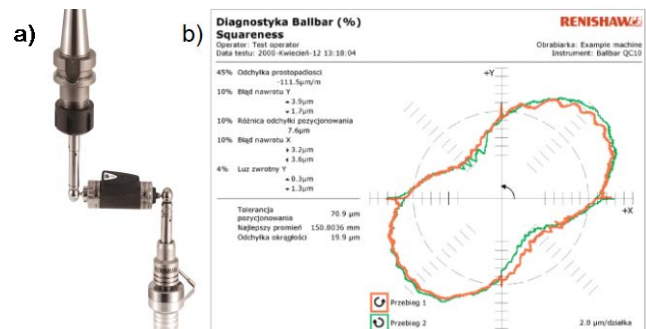 a)
b)
Diagnostyka Ballbar (%)
Squareness
Operator: Test operator
Data testu: 2000-Kwiecień-12 13:18:04
RENISHAW
Obrabiarka: Example machine
Instrument: Ballbar QC10
45% Odchyłka prostopadłosci
-111.5µm/m
10% Błąd nawrotu Y
3.9µm
1.7µm
10% Różnica odchyłki pozycjonowania
7.6µm
10% Błąd nawrotu X
3.2µm
3.6µm
4% Luz zwrotny Y
0.3µm
1.3µm
Tolerancja
pozycjonowania 70.9 µm
Najlepszy promień 150.8036 mm
Odchyłka okrągłości 19.9 µm
+Y
+X
Przebieg 1
Przebieg 2
2.0 µm/działka
RENISHAW